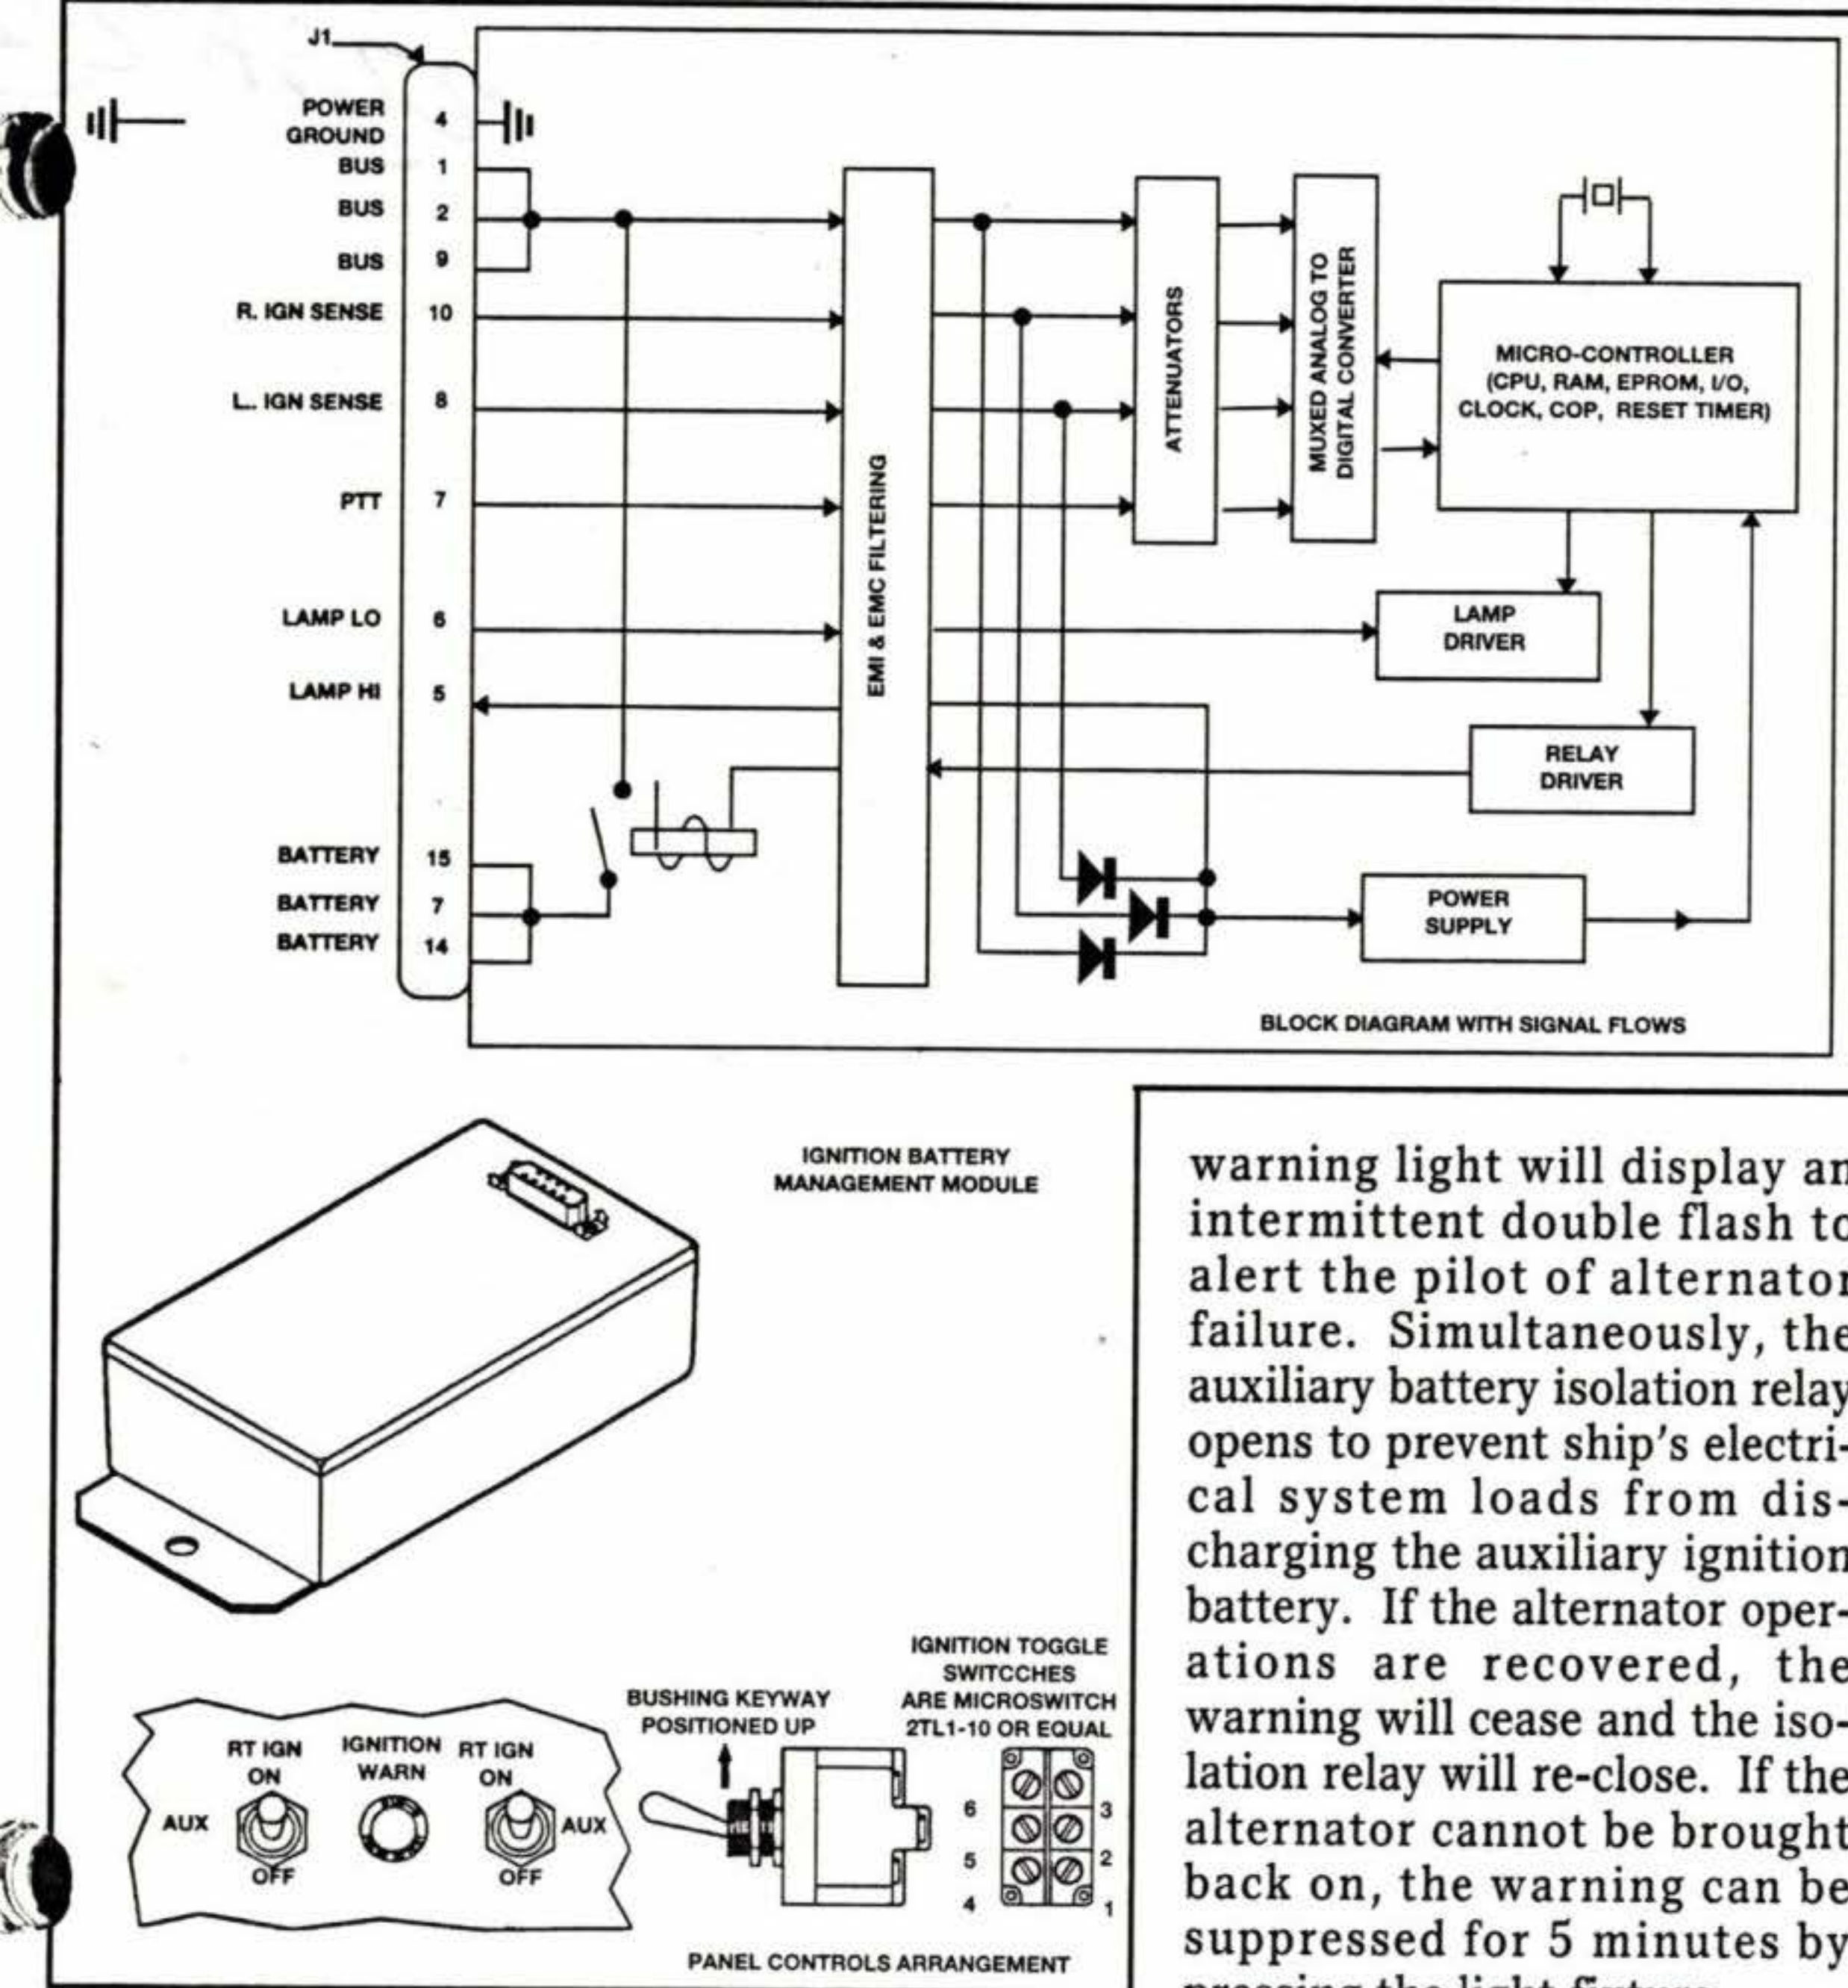 J1
POWER
GROUND
4
BUS
1
BUS
2
BUS
9
R. IGN SENSE
10
L.. IGN SENSE
8
PTT
7
LAMP LO
6
LAMP HI
5
BATTERY
15
BATTERY
7
BATTERY
14
EMI & EMC FILTERING
ATTENUATORS
MUXED ANALOG TO
DIGITAL CONVERTER
MICRO-CONTROLLER
(CPU, RAM, EPROM, I/O,
CLOCK, COP, RESET TIMER)
LAMP
DRIVER
RELAY
DRIVER
POWER
SUPPLY
BLOCK DIAGRAM WITH SIGNAL FLOWS
IGNITION BATTERY
MANAGEMENT MODULE
IGNITION TOGGLE
SWITCCHES
ARE MICROSWITCH
2TL1-10 OR EQUAL
BUSHING KEYWAY
POSITIONED UP
RT IGN
ON
AUX
OFF
IGNITION
WARN
RT IGN
ON
AUX
OFF
6
3
5
2
4
1
PANEL CONTROLS ARRANGEMENT
warning light will display an
intermittent double flash to
alert the pilot of alternator
failure. Simultaneously, the
auxiliary battery isolation relay
opens to prevent ship's electri-
cal system loads from dis-
charging the auxiliary ignition
battery. If the alternator oper-
ations are recovered, the
warning will cease and the iso-
lation relay will re-close. If the
alternator cannot be brought
back on, the warning can be
suppressed for 5 minutes by
pressing the light fixture